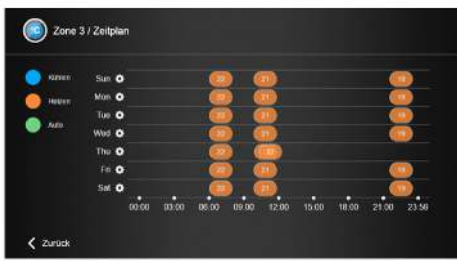 °C Zone 3 / Zeitplan
Kühlen
Heizen
Auto
Sun 22 21 19
Mon 22 21 19
Tue 22 21 19
Wed 22 21 19
Thu 22 22
Fri 22 21 19
Sat 22 21 19
00:00 03:00 06:00 09:00 12:00 15:00 18:00 21:00 23:59
Zurück